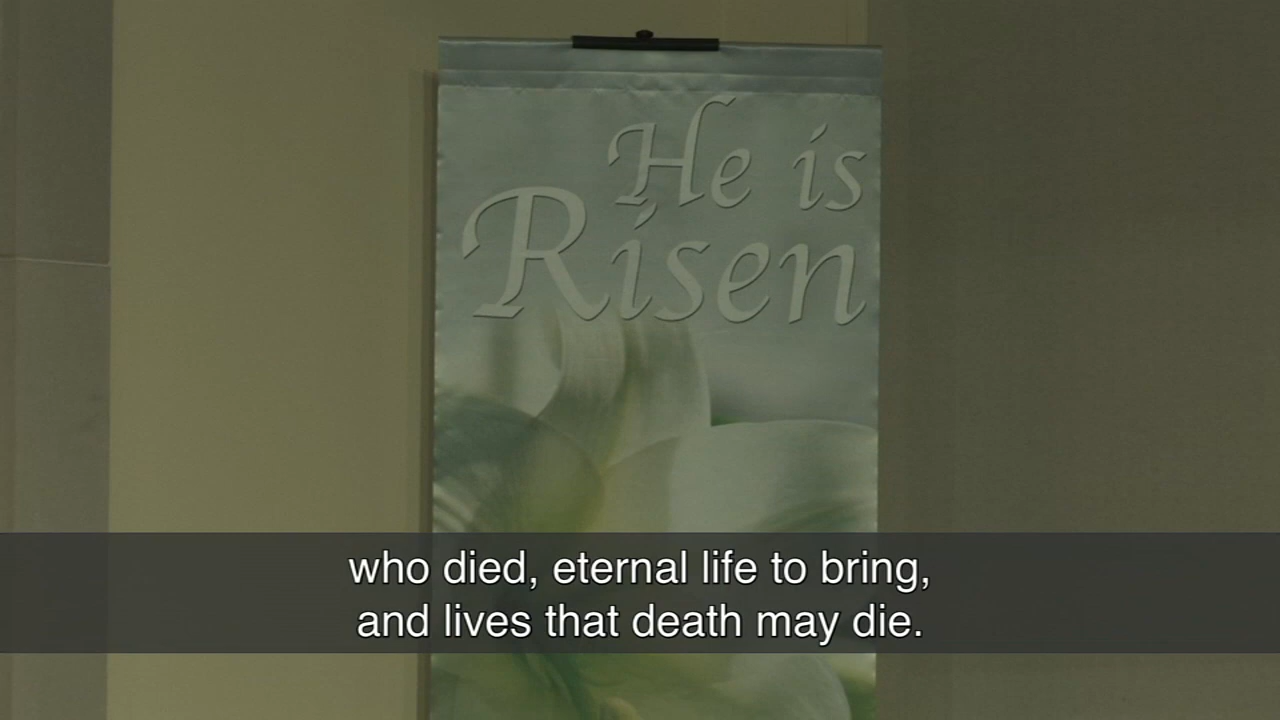 He is
Risen
who died, eternal life to bring,
and lives that death may die.